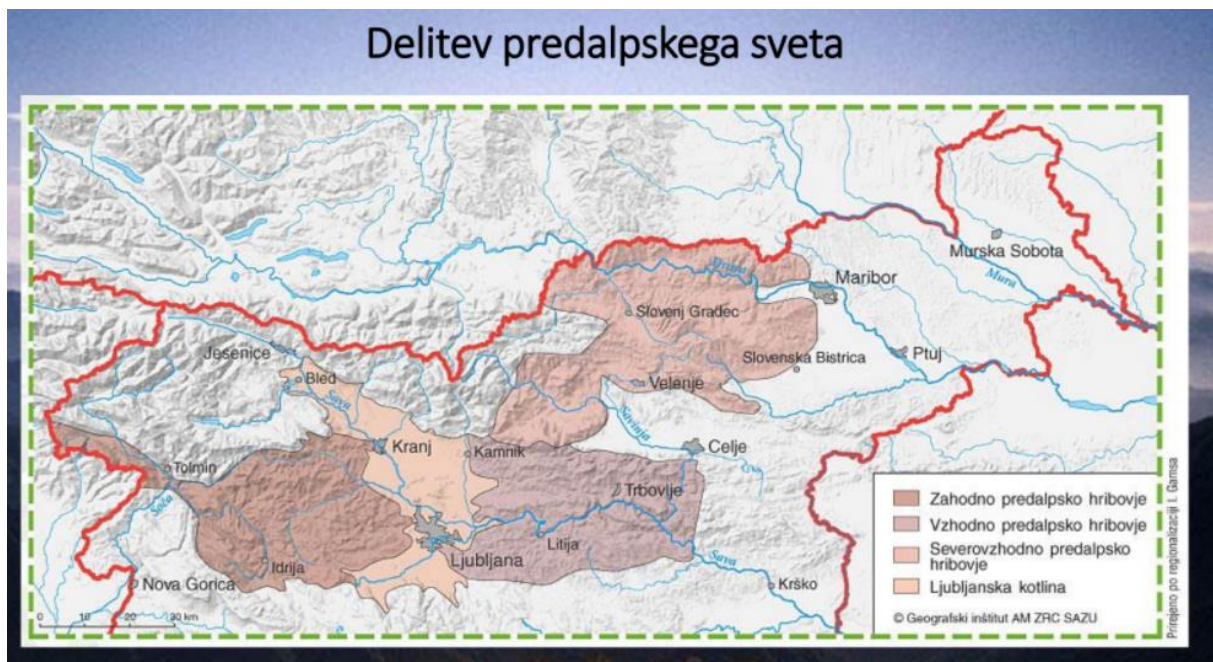 Delitev predalpskega sveta
Murska Sobota
Mura
Drava
Maribor
Slovenj Gradec
Jesenice
Slovenska Bistrica
Ptuj
Bled
Velenje
Sava
Savinja
Kranj
Kamnik
Celje
Tolmin
Soča
Trbovlje
Ljubljana
Litija
Idrija
Sava
Nova Gorica
Krško
0 10 20 30 km
Zahodno predalpsko hribovje
Vzhodno predalpsko hribovje
Severovzhodno predalpsko
hribovje
Ljubljanska kotlina
© Geografski inštitut AM ZRC SAZU
Prirejeno po regionalizaciji I. Gamsa